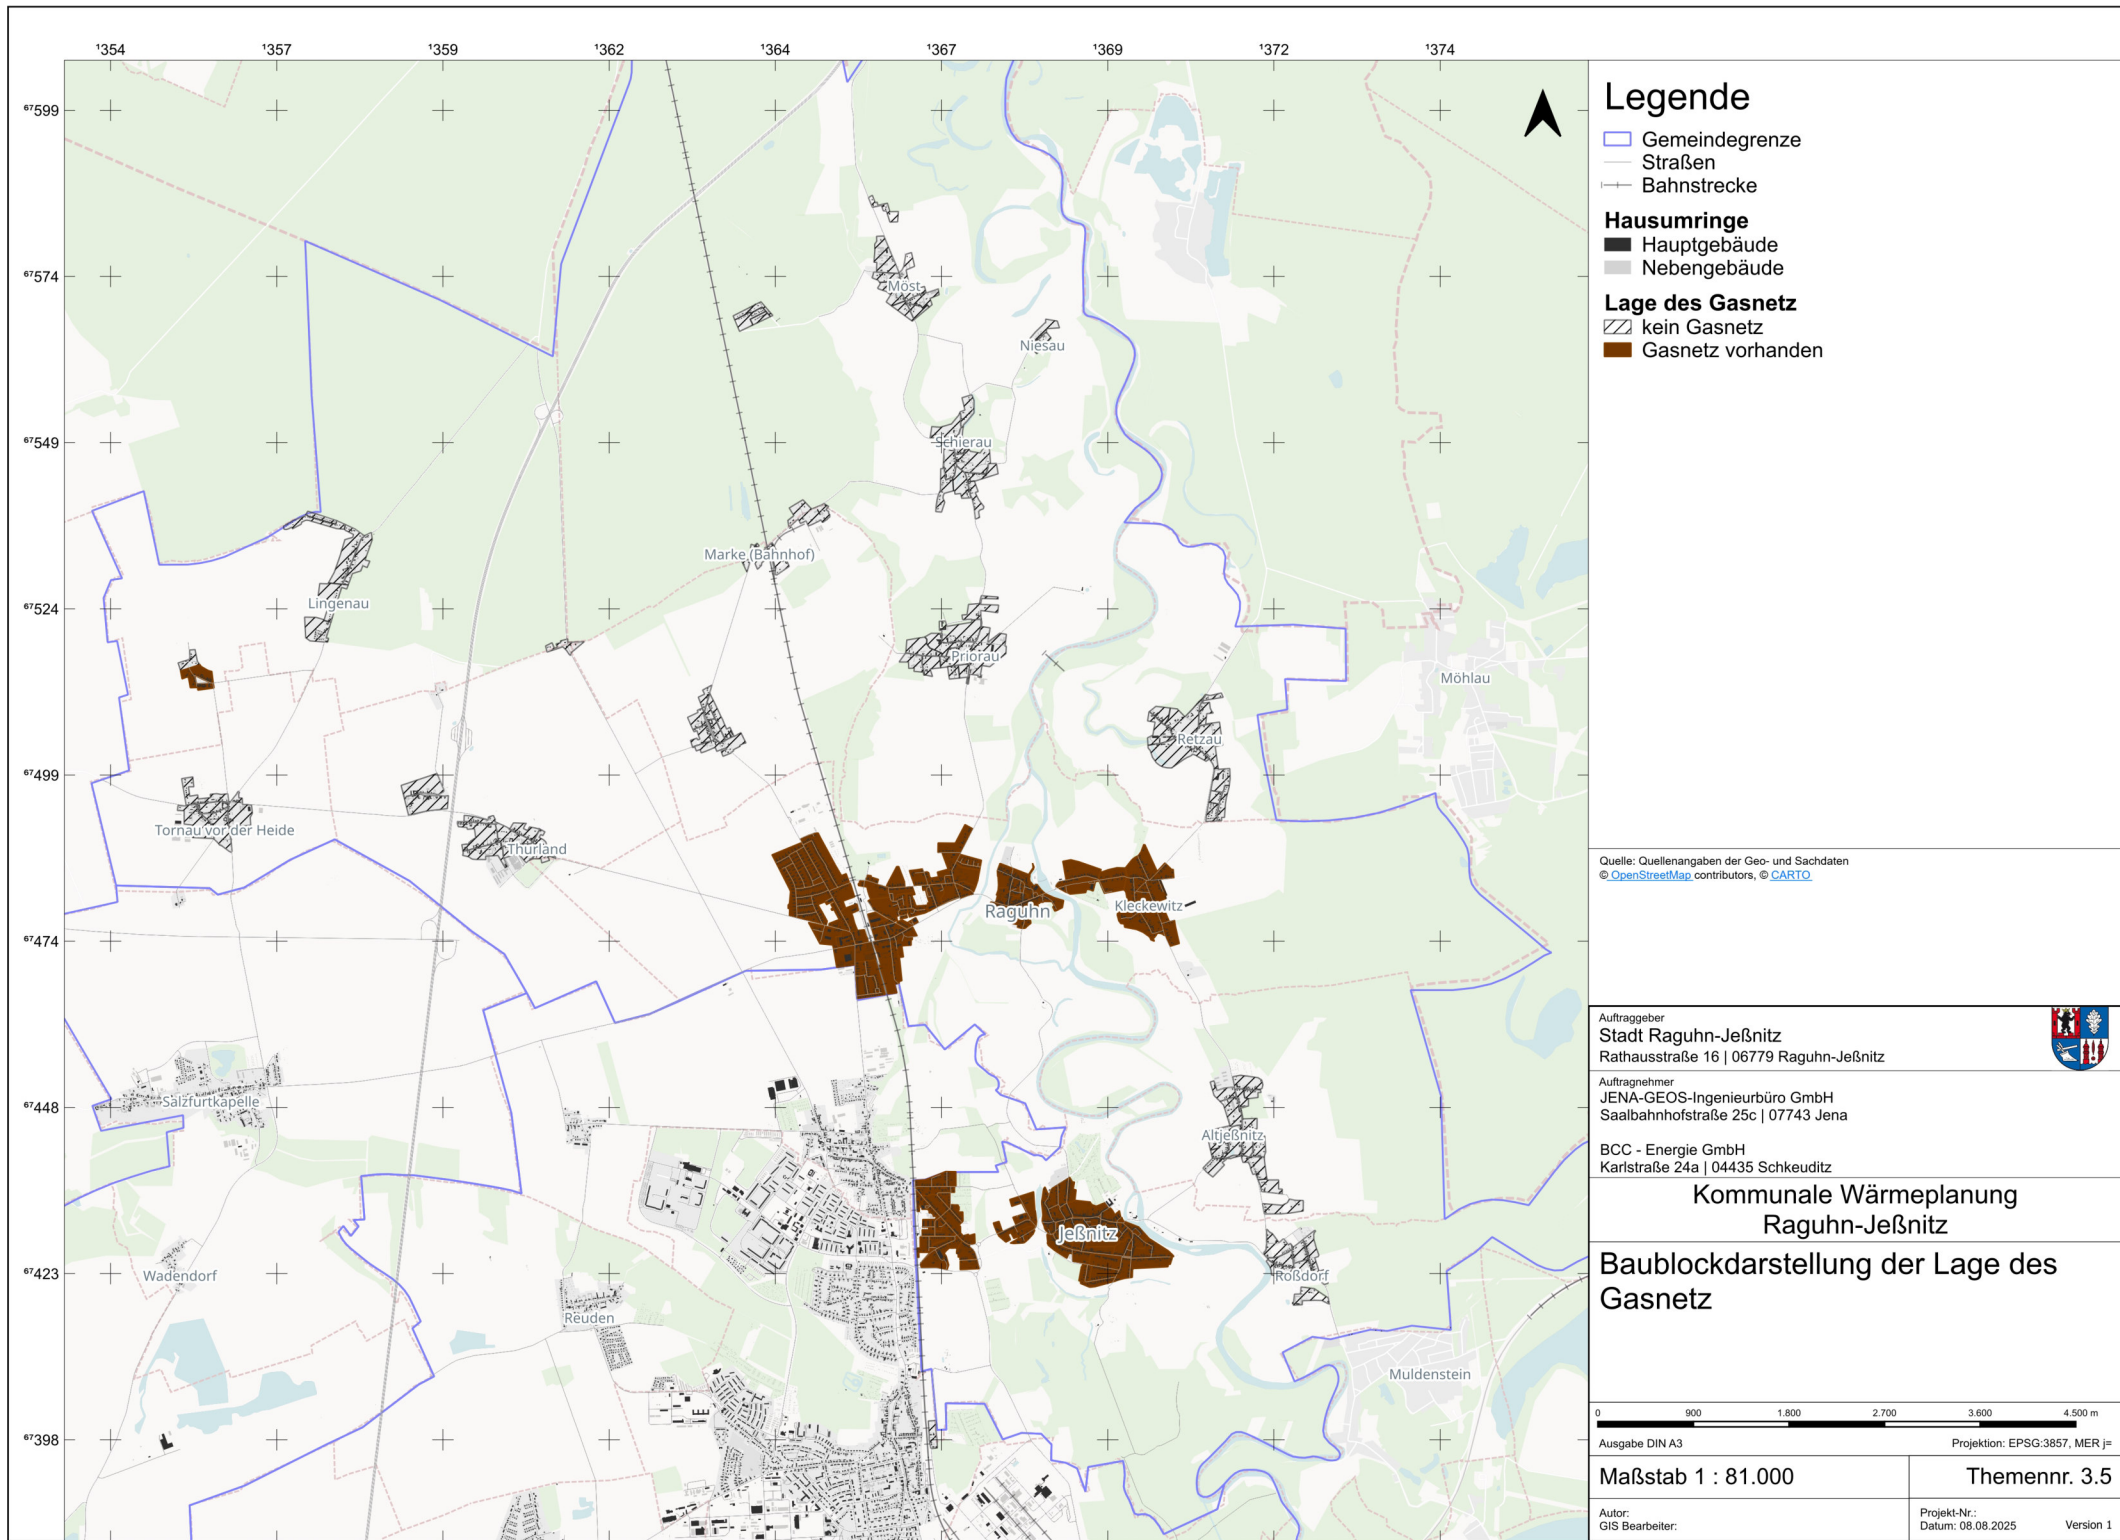 ¹354 ¹357 ¹359 ¹362 ¹364 ¹367 ¹369 ¹372 ¹374
⁶⁷599
⁶⁷574
⁶⁷549
⁶⁷524
⁶⁷499
⁶⁷474
⁶⁷448
⁶⁷423
⁶⁷398
Möst
Niesau
Schierau
Marke (Bahnhof)
Lingenau
Priorau
Möhlau
Retzau
Tornau vor der Heide
Thurland
Raguhn
Kleckewitz
Salzfurtkapelle
Altjeßnitz
Jeßnitz
Wadendorf
Roßdorf
Reuden
Muldenstein
Legende
Gemeindegrenze
Straßen
Bahnstrecke
Hausumringe
Hauptgebäude
Nebengebäude
Lage des Gasnetz
kein Gasnetz
Gasnetz vorhanden
Quelle: Quellenangaben der Geo- und Sachdaten
© OpenStreetMap contributors, © CARTO
Auftraggeber
Stadt Raguhn-Jeßnitz
Rathausstraße 16 | 06779 Raguhn-Jeßnitz
Auftragnehmer
JENA-GEOS-Ingenieurbüro GmbH
Saalbahnhofstraße 25c | 07743 Jena
BCC - Energie GmbH
Karlstraße 24a | 04435 Schkeuditz
Kommunale Wärmeplanung
Raguhn-Jeßnitz
Baublockdarstellung der Lage des
Gasnetz
0 900 1.800 2.700 3.600 4.500 m
Ausgabe DIN A3 Projektion: EPSG:3857, MER j=
Maßstab 1 : 81.000 Themennr. 3.5
Autor:
GIS Bearbeiter:
Projekt-Nr.:
Datum: 08.08.2025 Version 1